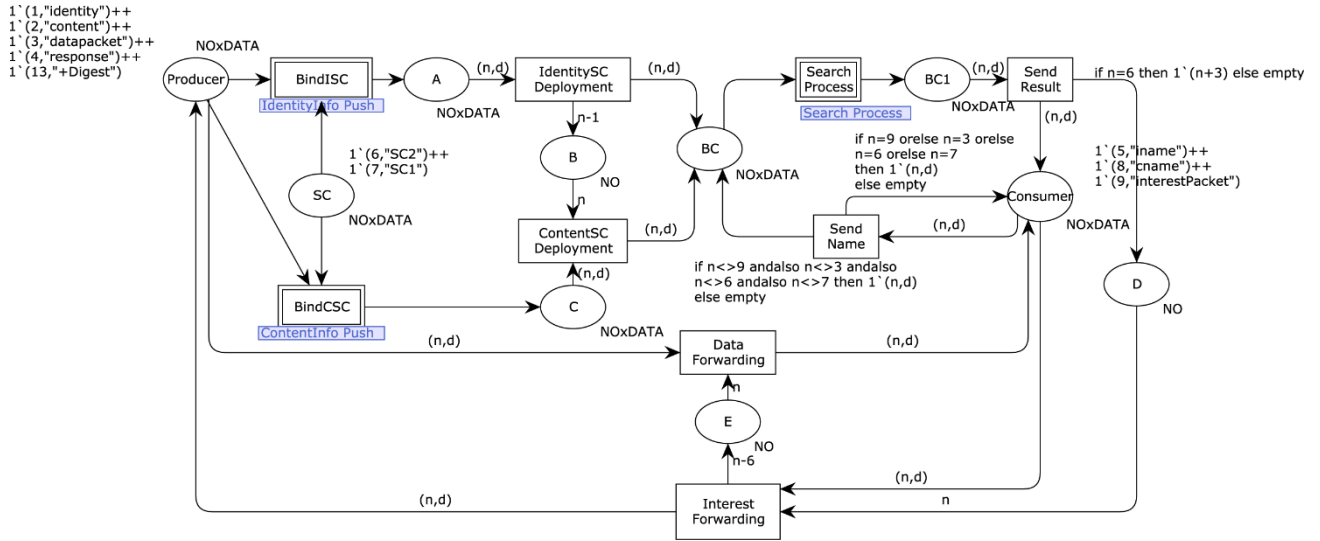 1`(1,"identity")++
1`(2,"content")++
1`(3,"datapacket")++
1`(4,"response")++
1`(13,"+Digest")
NOxDATA
Producer
BindISC
IdentityInfo Push
A
NOxDATA
(n,d)
IdentitySC
Deployment
(n,d)
n-1
B
NO
n
ContentSC
Deployment
(n,d)
(n,d)
C
NOxDATA
1`(6,"SC2")++
1`(7,"SC1")
SC
NOxDATA
BindCSC
ContentInfo Push
BC
NOxDATA
Search
Process
Search Process
BC1
NOxDATA
(n,d)
Send
Result
if n=6 then 1`(n+3) else empty
(n,d)
if n=9 orelse n=3 orelse
n=6 orelse n=7
then 1`(n,d)
else empty
1`(5,"iname")++
1`(8,"cname")++
1`(9,"interestPacket")
Consumer
NOxDATA
Send
Name
(n,d)
if n<>9 andalso n<>3 andalso
n<>6 andalso n<>7 then 1`(n,d)
else empty
D
NO
(n,d)
Data
Forwarding
(n,d)
n
E
NO
n-6
(n,d)
n
Interest
Forwarding
(n,d)